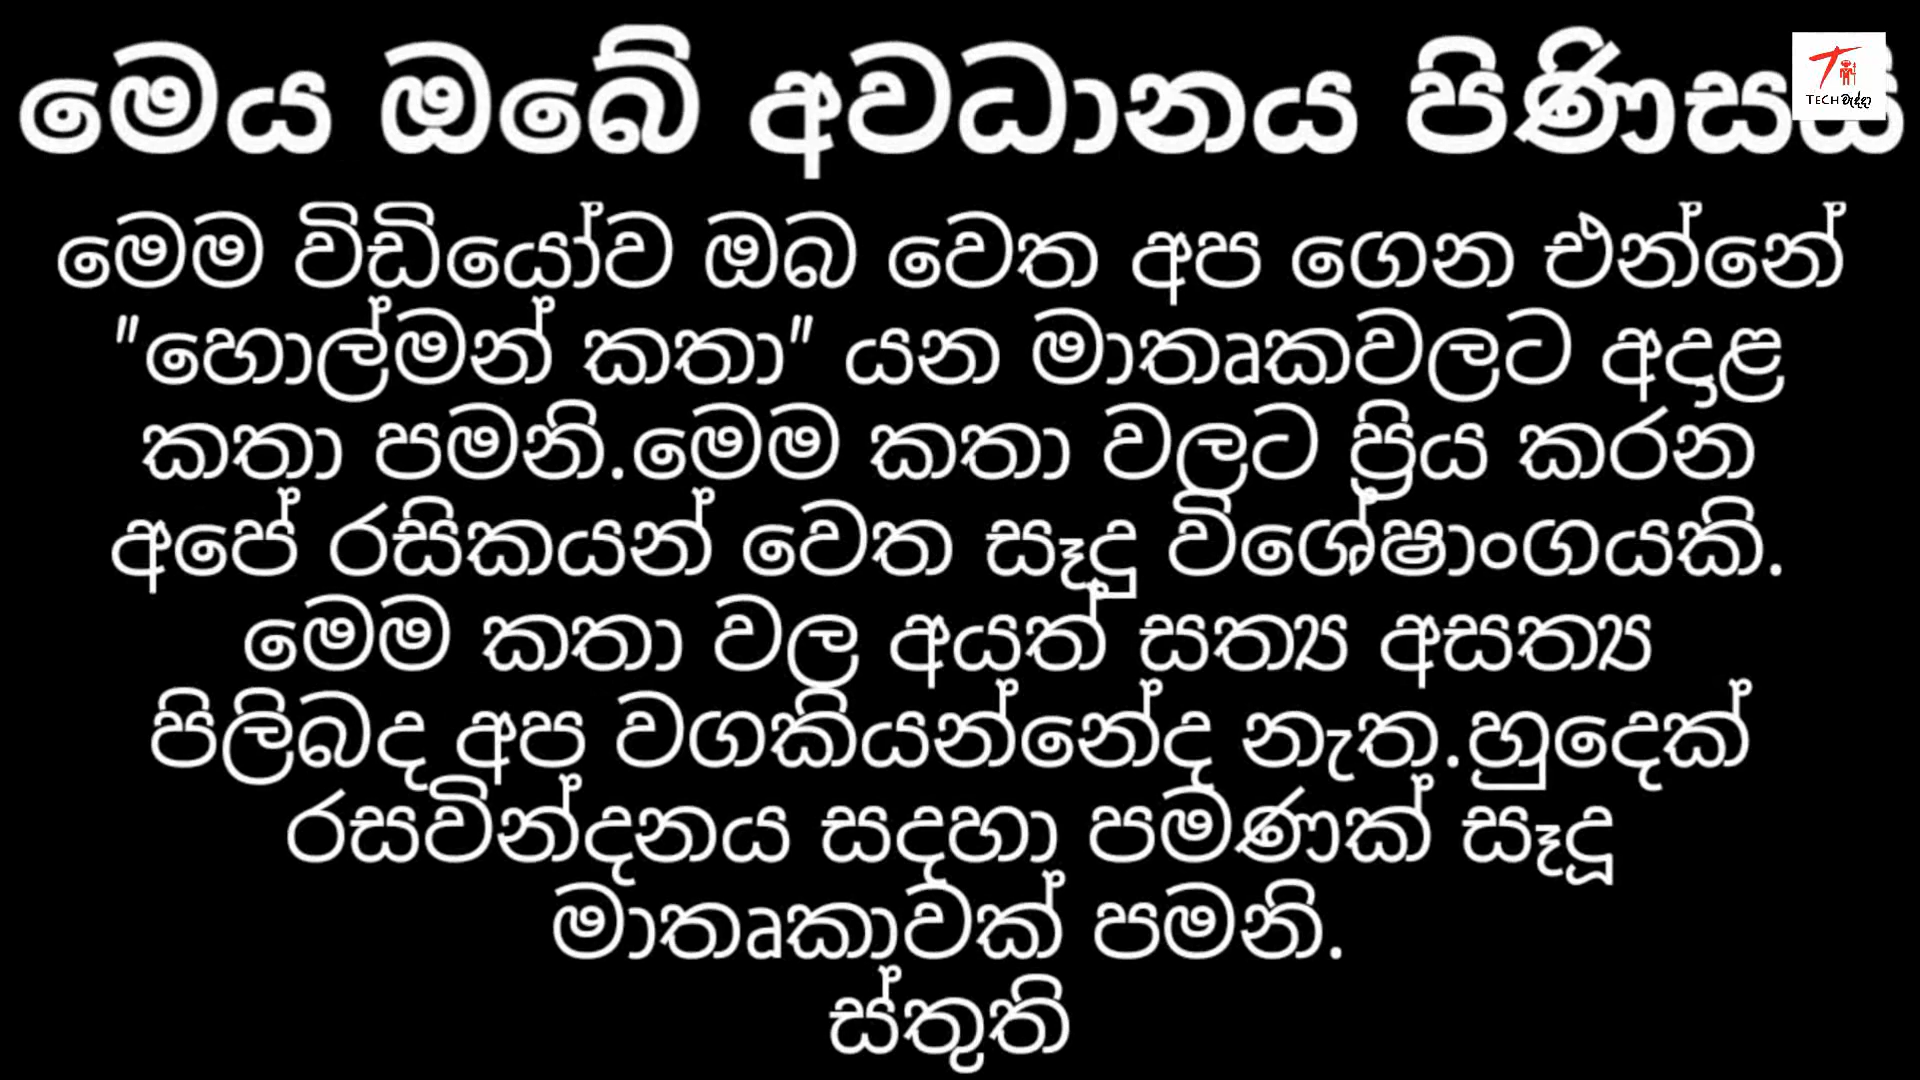 මෙය ඔබේ අවධානය පිණිසයි
මෙම විඩියෝව ඔබ වෙත අප ගෙන එන්නේ
"හොල්මන් කතා" යන මාතෘකවලට අදාළ
කතා පමනි.මෙම කතා වලට ප්‍රිය කරන
අපේ රසිකයන් වෙත සෑදු විශේෂාංගයකි.
මෙම කතා වල අයත් සත්‍ය අසත්‍ය
පිලිබද අප වගකියන්නේද නැත.හුදෙක්
රසවින්දනය සදහා පමණක් සෑදූ
මාතෘකාවක් පමනි.
ස්තුති
TECH